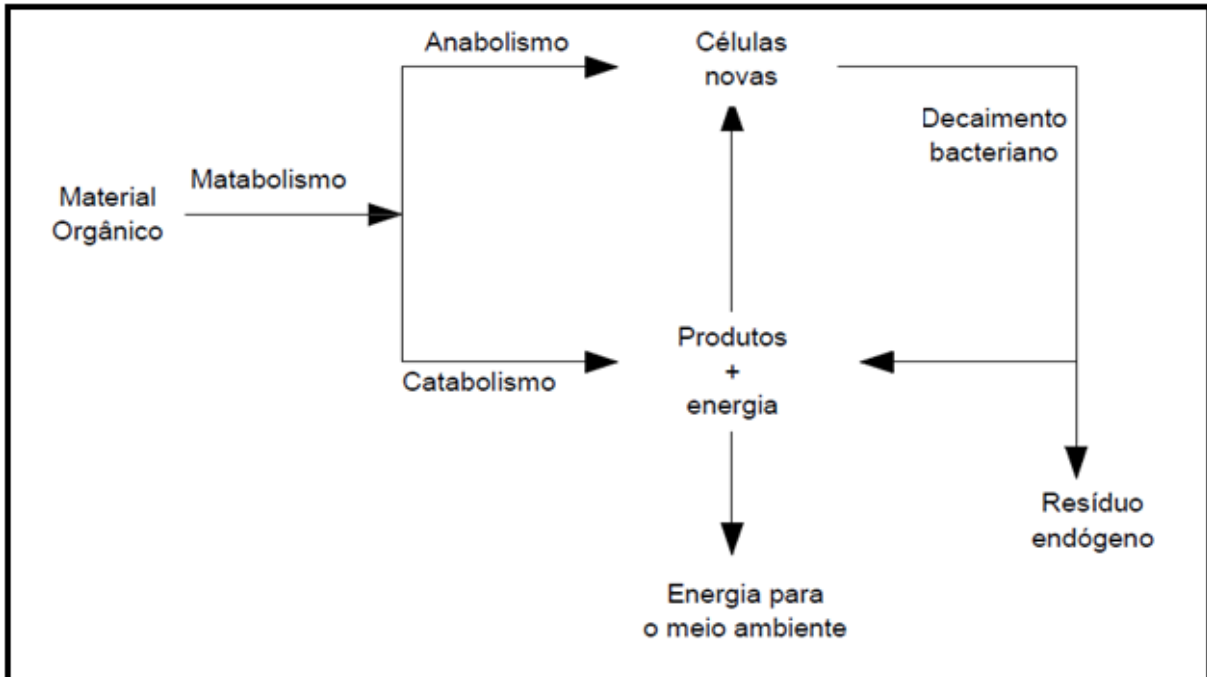 Anabolismo
Células
novas
Decaimento
bacteriano
Matabolismo
Material
Orgânico
Produtos
+
energia
Catabolismo
Resíduo
endógeno
Energia para
o meio ambiente